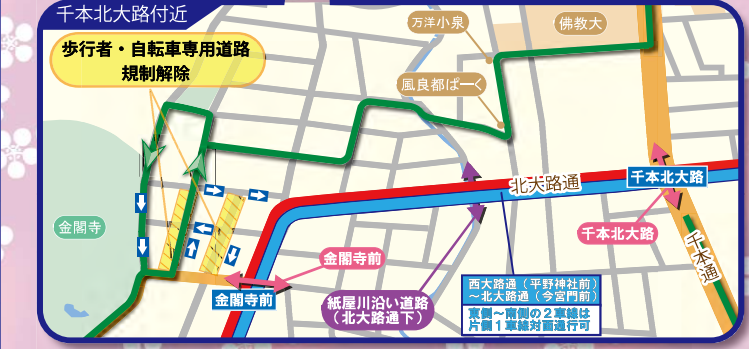 千本北大路付近
歩行者・自転車専用道路
規制解除
万洋小泉
佛教大
風良都ぱーく
金閣寺
北大路通
千本北大路
千本北大路
千本通
金閣寺前
金閣寺前
紙屋川沿い道路
（北大路通下）
西大路通（平野神社前）
～北大路通（今宮門前）
東側～南側の２車線は
片側１車線対面通行可